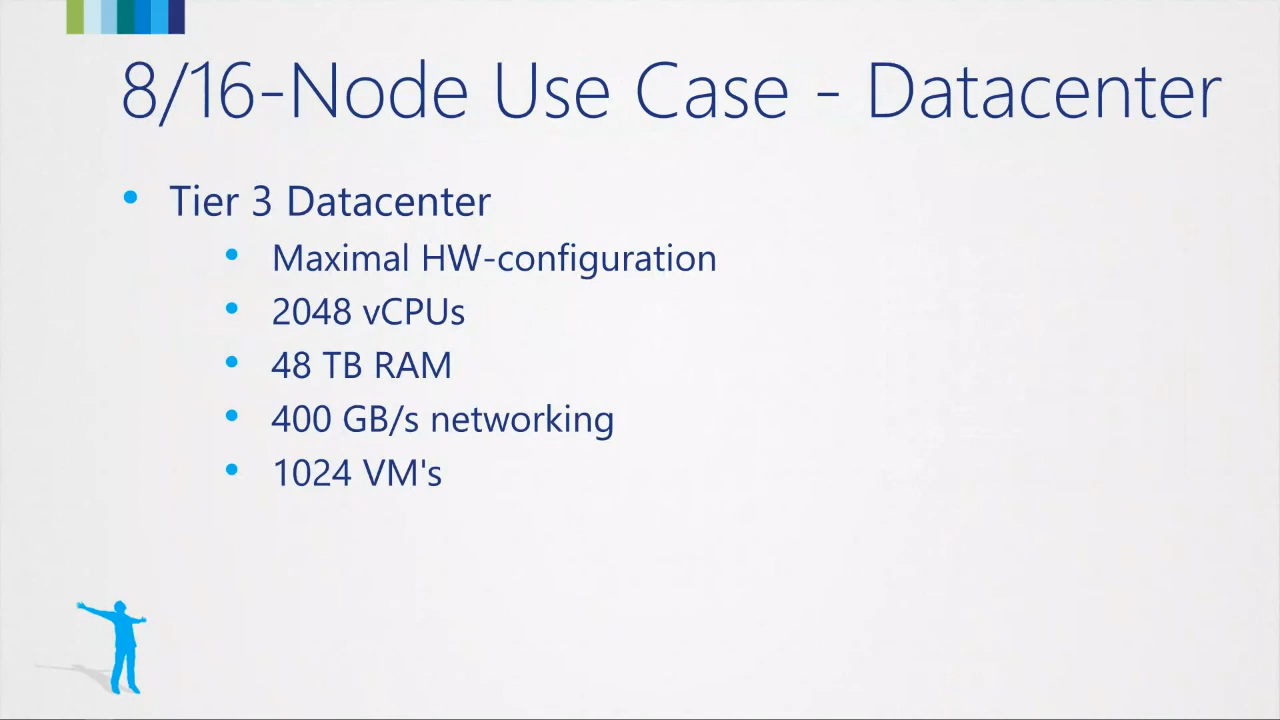 8/16-Node Use Case - Datacenter
Tier 3 Datacenter
Maximal HW-configuration
2048 vCPUs
48 TB RAM
400 GB/s networking
1024 VM's